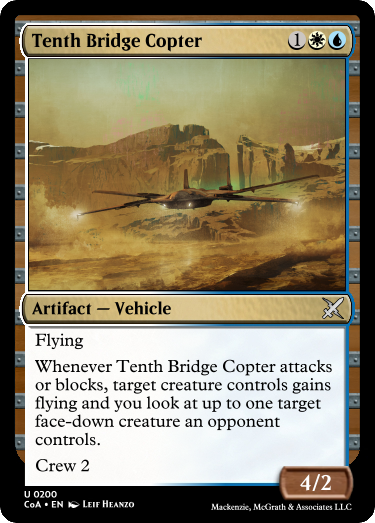 Tenth Bridge Copter 1
Artifact — Vehicle
Flying
Whenever Tenth Bridge Copter attacks
or blocks, target creature controls gains
flying and you look at up to one target
face-down creature an opponent
controls.
Crew 2
4/2
U 0200
CoA • EN Leif Heanzo
Mackenzie, McGrath & Associates LLC